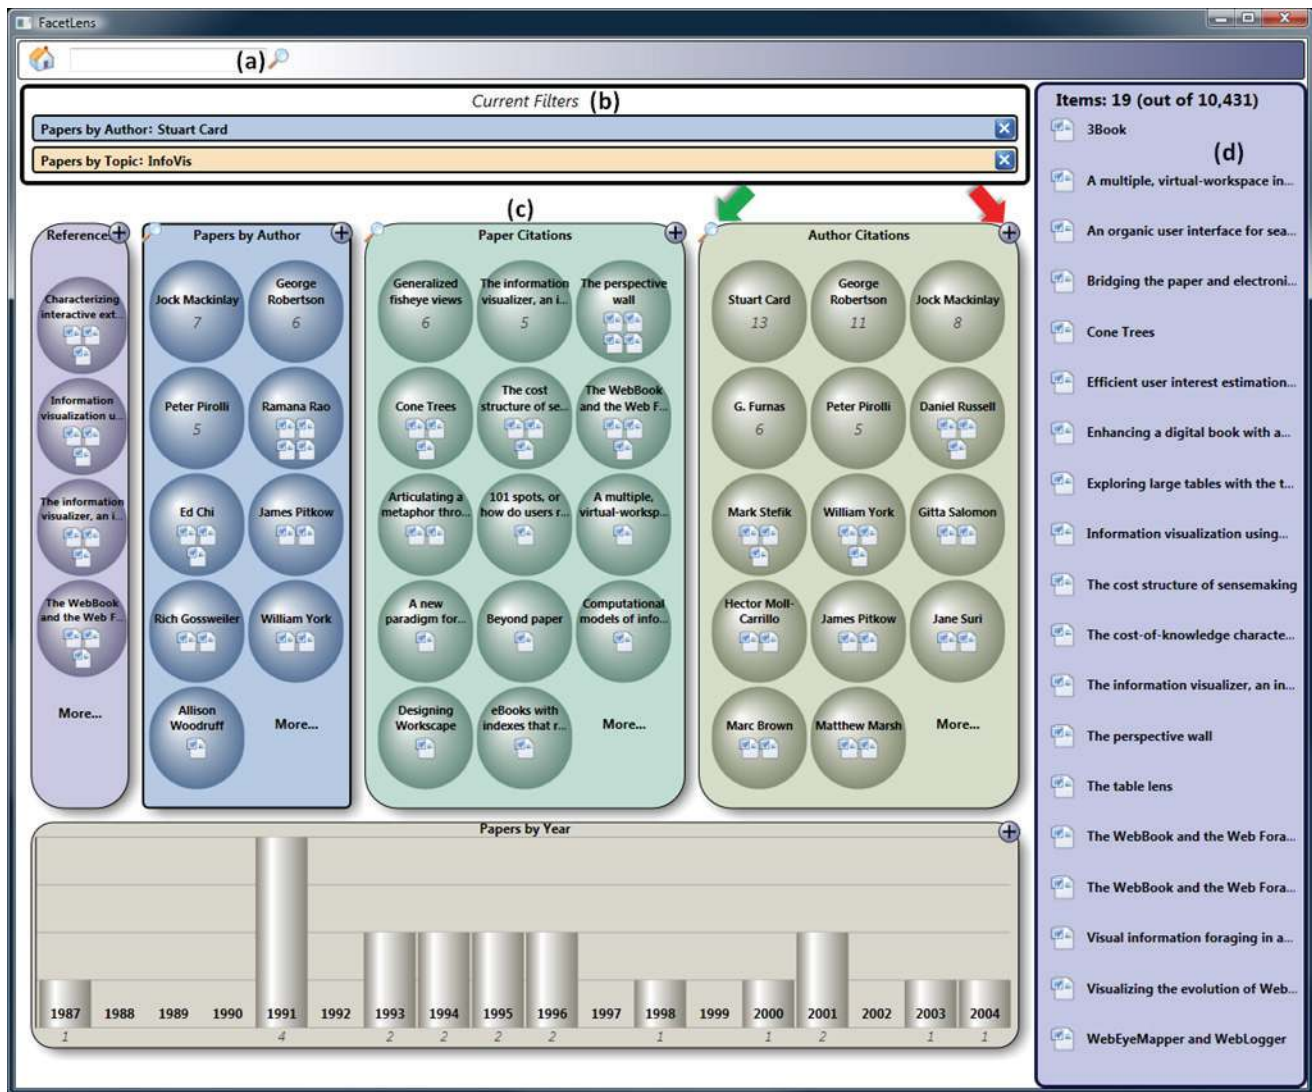 FacetLens
(a)
Current Filters (b)
Papers by Author: Stuart Card
Papers by Topic: InfoVis
(c)
Reference:
Characterizing
interactive ext...
Information
visualization u...
The information
visualizer, an i...
The WebBook
and the Web F...
More...
Papers by Author
Jock Mackinlay
7
George
Robertson
6
Peter Pirolli
5
Ramana Rao
Ed Chi
James Pitkow
Rich Gossweiler
William York
Allison
Woodruff
More...
Paper Citations
Generalized
fisheye views
6
The information
visualizer, an i...
5
The perspective
wall
Cone Trees
The cost
structure of se...
The WebBook
and the Web F...
Articulating a
metaphor thro...
101 spots, or
how do users r...
A multiple,
virtual-worksp...
A new
paradigm for...
Beyond paper
Computational
models of info...
Designing
Workscape
eBooks with
indexes that r...
More...
Author Citations
Stuart Card
13
George
Robertson
11
Jock Mackinlay
8
G. Furnas
6
Peter Pirolli
5
Daniel Russell
Mark Stefik
William York
Gitta Salomon
Hector Moll-
Carrillo
James Pitkow
Jane Suri
Marc Brown
Matthew Marsh
More...
Papers by Year
1987 1988 1989 1990 1991 1992 1993 1994 1995 1996 1997 1998 1999 2000 2001 2002 2003 2004
1 4 2 2 2 2 1 1 2 1 1
Items: 19 (out of 10,431)
3Book
(d)
A multiple, virtual-workspace in...
An organic user interface for sea...
Bridging the paper and electroni...
Cone Trees
Efficient user interest estimation...
Enhancing a digital book with a...
Exploring large tables with the t...
Information visualization using...
The cost structure of sensemaking
The cost-of-knowledge characte...
The information visualizer, an in...
The perspective wall
The table lens
The WebBook and the Web Fora...
The WebBook and the Web Fora...
Visual information foraging in a...
Visualizing the evolution of Web...
WebEyeMapper and WebLogger